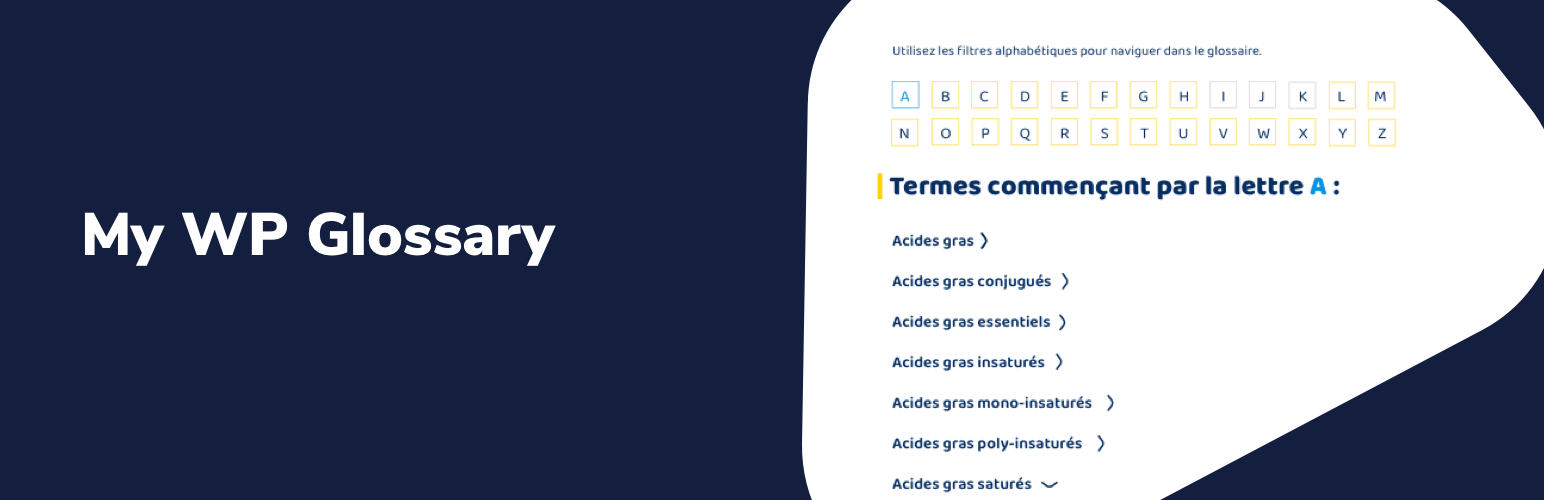 My WP Glossary
Utilisez les filtres alphabétiques pour naviguer dans le glossaire.
A B C D E F G H I J K L M
N O P Q R S T U V W X Y Z
Termes commençant par la lettre A :
Acides gras
Acides gras conjugués
Acides gras essentiels
Acides gras insaturés
Acides gras mono-insaturés
Acides gras poly-insaturés
Acides gras saturés